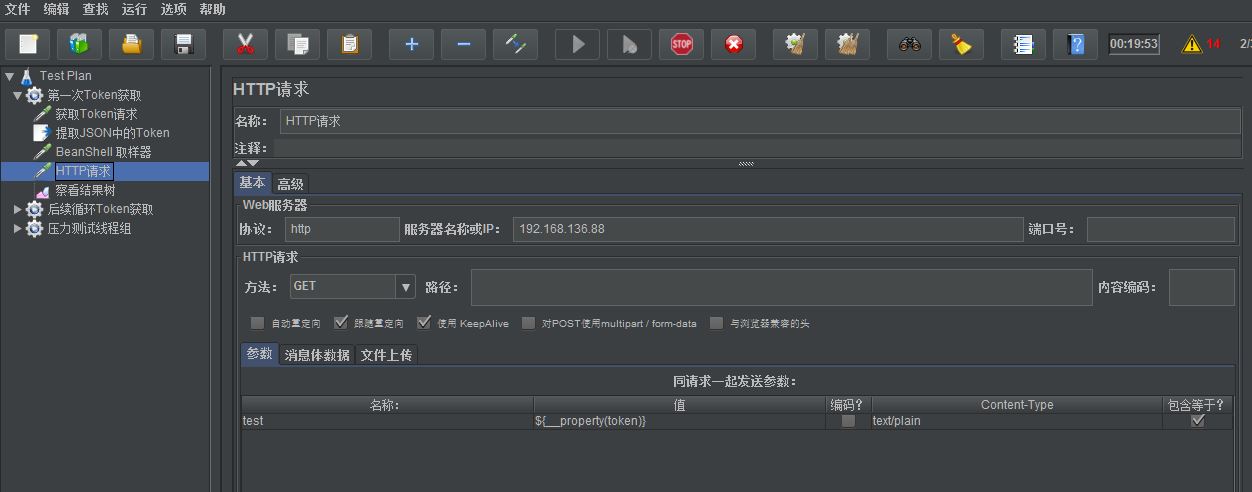 文件 编辑 查找 运行 选项 帮助
00:19:53 14 2/3
Test Plan
第一次Token获取
获取Token请求
提取JSON中的Token
BeanShell 取样器
HTTP请求
察看结果树
后续循环Token获取
压力测试线程组
HTTP请求
名称: HTTP请求
注释:
基本 高级
Web服务器
协议: http 服务器名称或IP: 192.168.136.88 端口号:
HTTP请求
方法: GET 路径: 内容编码:
自动重定向 跟随重定向 使用 KeepAlive 对POST使用multipart / form-data 与浏览器兼容的头
参数 消息体数据 文件上传
同请求一起发送参数:
名称: 值 编码? Content-Type 包含等于?
test ${__property(token)} text/plain